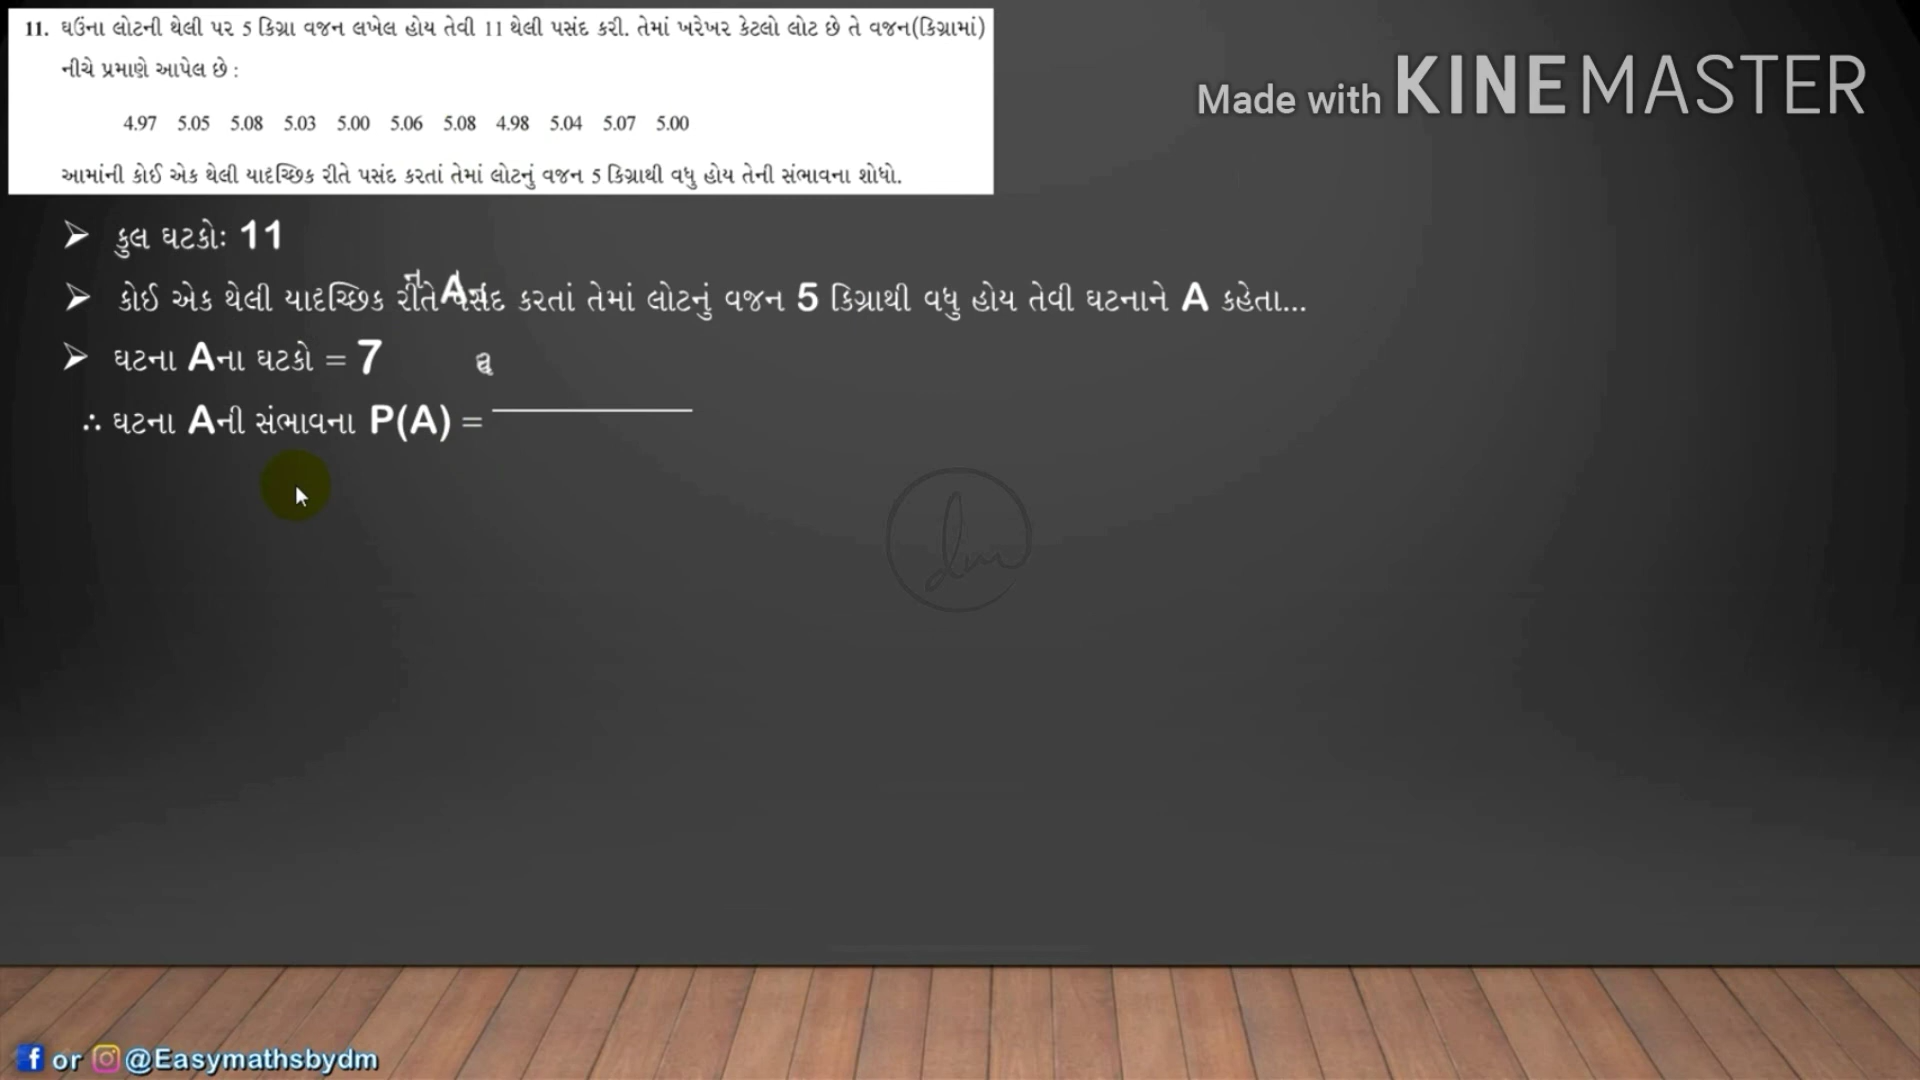 11. ઘઉંના લોટની થેલી પર 5 કિગ્રા વજન લખેલ હોય તેવી 11 થેલી પસંદ કરી. તેમાં ખરેખર કેટલો લોટ છે તે વજન(કિગ્રામાં)
નીચે પ્રમાણે આપેલ છે :
4.97 5.05 5.08 5.03 5.00 5.06 5.08 4.98 5.04 5.07 5.00
આમાંની કોઈ એક થેલી યાદચ્છિક રીતે પસંદ કરતાં તેમાં લોટનું વજન 5 કિગ્રાથી વધુ હોય તેની સંભાવના શોધો.
Made with KINEMASTER
➤ કુલ ઘટકો: 11
➤ કોઈ એક થેલી યાદચ્છિક રીતે પસંદ કરતાં તેમાં લોટનું વજન 5 કિગ્રાથી વધુ હોય તેવી ઘટનાને A કહેતા...
➤ ઘટના Aના ઘટકો = 7
∴ ઘટના Aની સંભાવના P(A) =
dm
f or @Easymathsbydm